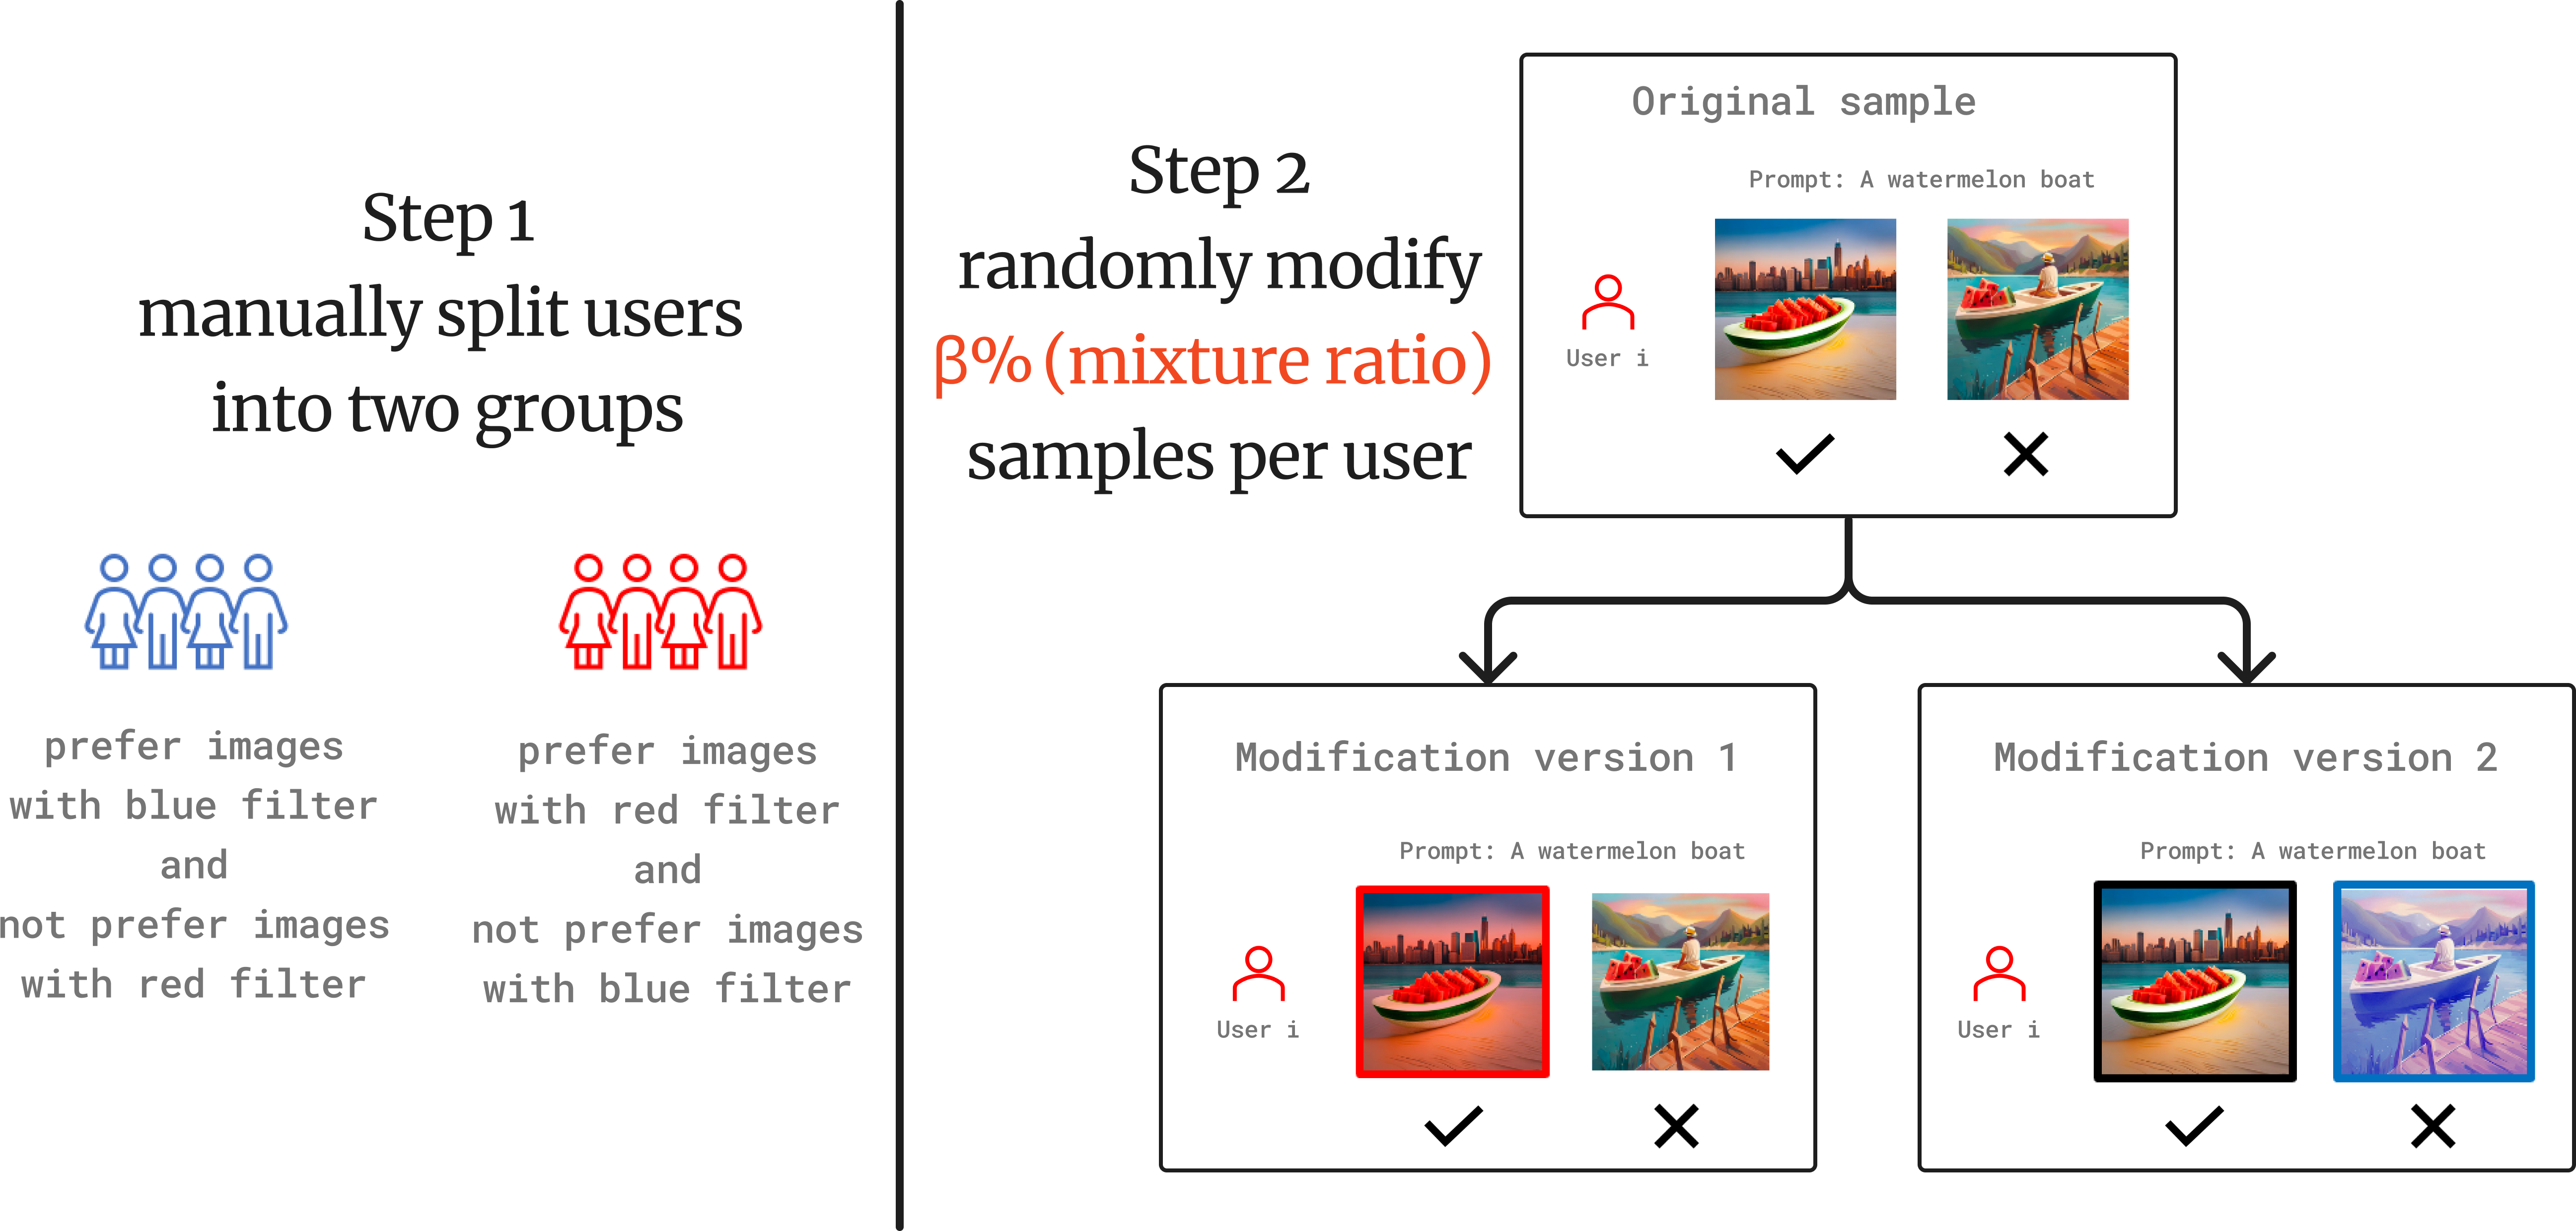 Step 1
manually split users
into two groups
prefer images
with blue filter
and
not prefer images
with red filter
prefer images
with red filter
and
not prefer images
with blue filter
Step 2
randomly modify
β% (mixture ratio)
samples per user
Original sample
Prompt: A watermelon boat
User i
Modification version 1
Prompt: A watermelon boat
User i
Modification version 2
Prompt: A watermelon boat
User i